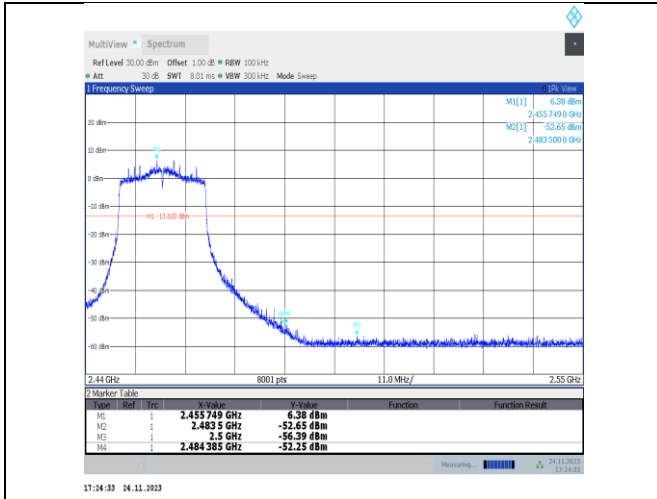 MultiView Spectrum
Ref Level 30.00 dBm Offset 1.00 dB RBW 100 kHz
Att 30 dB SWT 8.01 ms VBW 300 kHz Mode Sweep
1 Frequency Sweep 1Pk View
M1[1] 6.38 dBm
2.455 749 0 GHz
M2[1] -52.65 dBm
2.483 500 0 GHz
20 dBm
10 dBm
M1
0 dBm
-10 dBm
H1 -13.620 dBm
-20 dBm
-30 dBm
-40 dBm
-50 dBm
-60 dBm
2.44 GHz 8001 pts 11.0 MHz/ 2.55 GHz
2 Marker Table
Type Ref Trc X-Value Y-Value Function Function Result
M1 1 2.455 749 GHz 6.38 dBm
M2 1 2.483 5 GHz -52.65 dBm
M3 1 2.5 GHz -56.39 dBm
M4 1 2.484 385 GHz -52.25 dBm
Measuring... 24.11.2023
17:24:33
17:24:33 24.11.2023